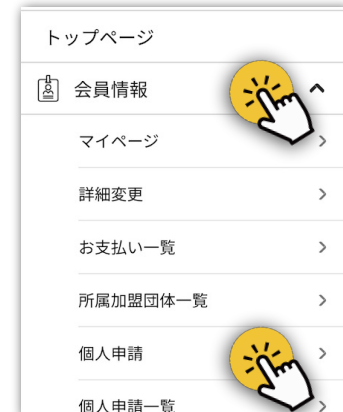 トップページ
会員情報
マイページ
詳細変更
お支払い一覧
所属加盟団体一覧
個人申請
個人申請一覧